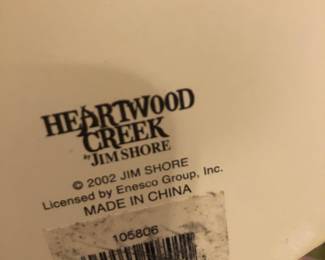 HEARTWOOD
CREEK
by JIM SHORE
© 2002 JIM SHORE
Licensed by Enesco Group, Inc.
MADE IN CHINA
105806